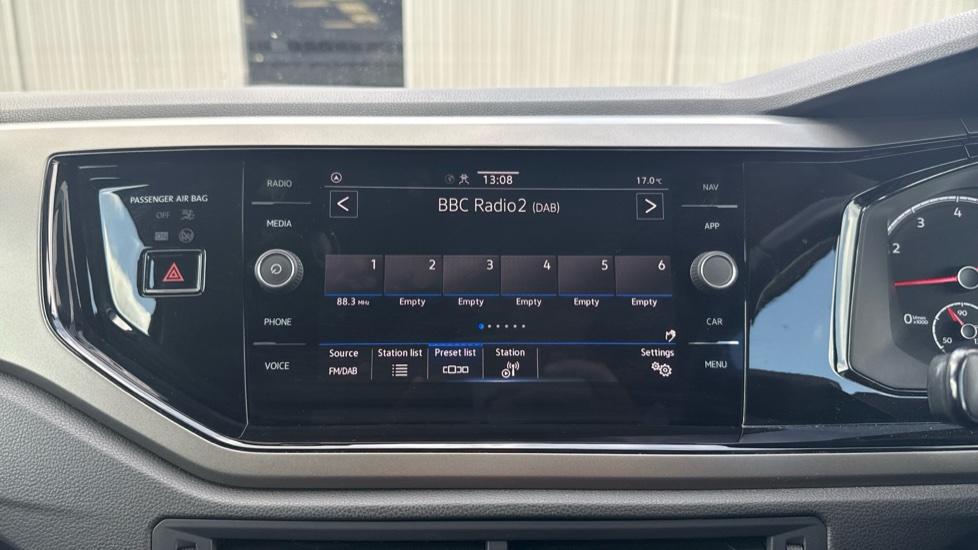 PASSENGER AIR BAG
OFF
ON
RADIO
MEDIA
PHONE
VOICE
13:08
17.0°C
BBC Radio2 (DAB)
1 2 3 4 5 6
88.3 MHz Empty Empty Empty Empty Empty
Source Station list Preset list Station Settings
FM/DAB
NAV
APP
CAR
MENU
4
3
2
0
90
50